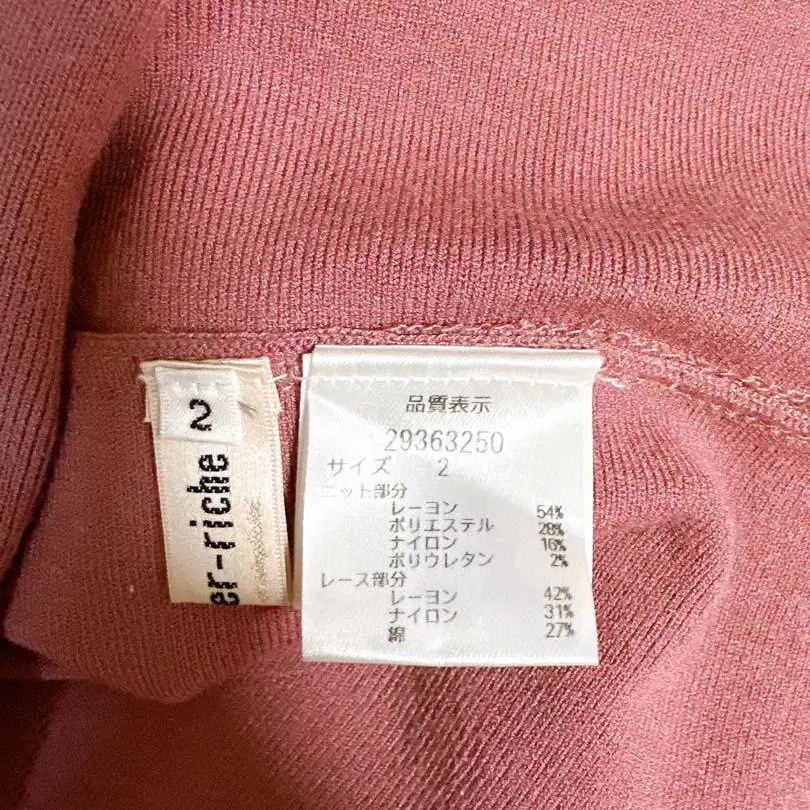 2
er-riche
品質表示
29363250
サイズ 2
ニット部分
レーヨン 54%
ポリエステル 28%
ナイロン 16%
ポリウレタン 2%
レース部分
レーヨン 42%
ナイロン 31%
綿 27%